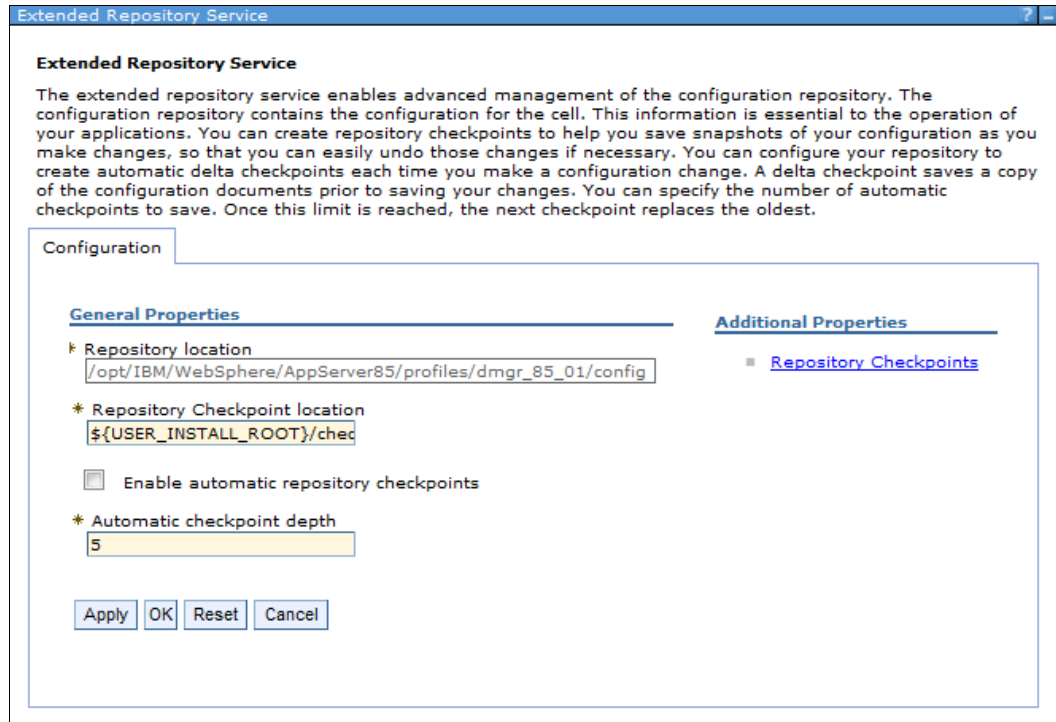 Extended Repository Service ? _
Extended Repository Service
The extended repository service enables advanced management of the configuration repository. The
configuration repository contains the configuration for the cell. This information is essential to the operation of
your applications. You can create repository checkpoints to help you save snapshots of your configuration as you
make changes, so that you can easily undo those changes if necessary. You can configure your repository to
create automatic delta checkpoints each time you make a configuration change. A delta checkpoint saves a copy
of the configuration documents prior to saving your changes. You can specify the number of automatic
checkpoints to save. Once this limit is reached, the next checkpoint replaces the oldest.
Configuration
General Properties
Repository location
/opt/IBM/WebSphere/AppServer85/profiles/dmgr_85_01/config
* Repository Checkpoint location
${USER_INSTALL_ROOT}/chec
Enable automatic repository checkpoints
* Automatic checkpoint depth
5
Apply OK Reset Cancel
Additional Properties
Repository Checkpoints